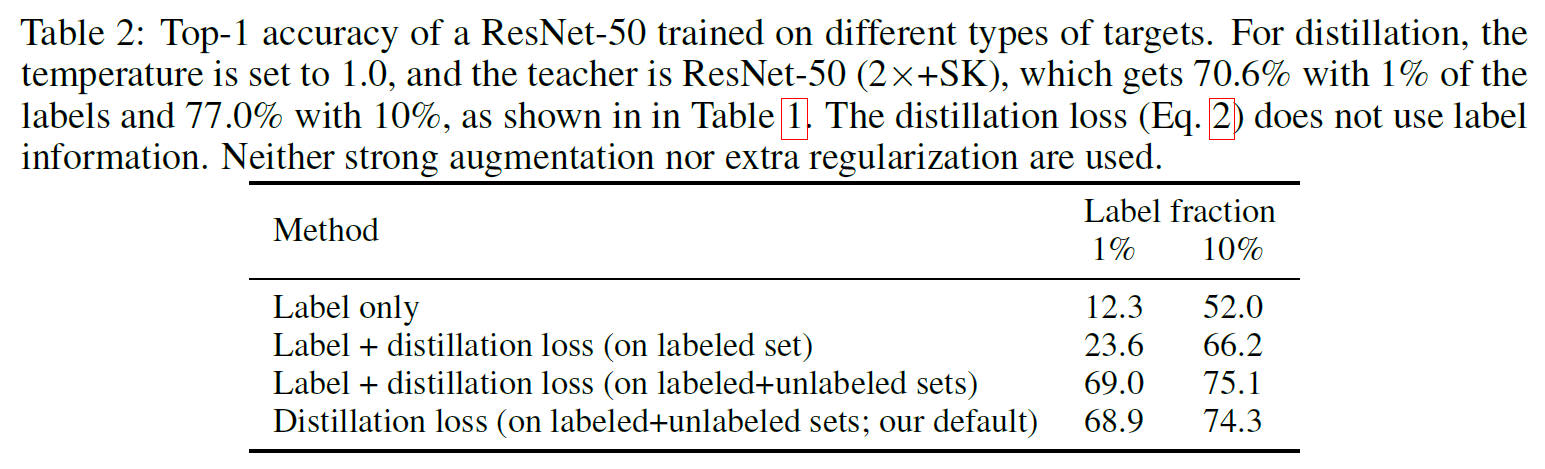 Table 2: Top-1 accuracy of a ResNet-50 trained on different types of targets. For distillation, the
temperature is set to 1.0, and the teacher is ResNet-50 (2×+SK), which gets 70.6% with 1% of the
labels and 77.0% with 10%, as shown in in Table 1. The distillation loss (Eq. 2) does not use label
information. Neither strong augmentation nor extra regularization are used.
Method Label fraction
1% 10%
Label only 12.3 52.0
Label + distillation loss (on labeled set) 23.6 66.2
Label + distillation loss (on labeled+unlabeled sets) 69.0 75.1
Distillation loss (on labeled+unlabeled sets; our default) 68.9 74.3